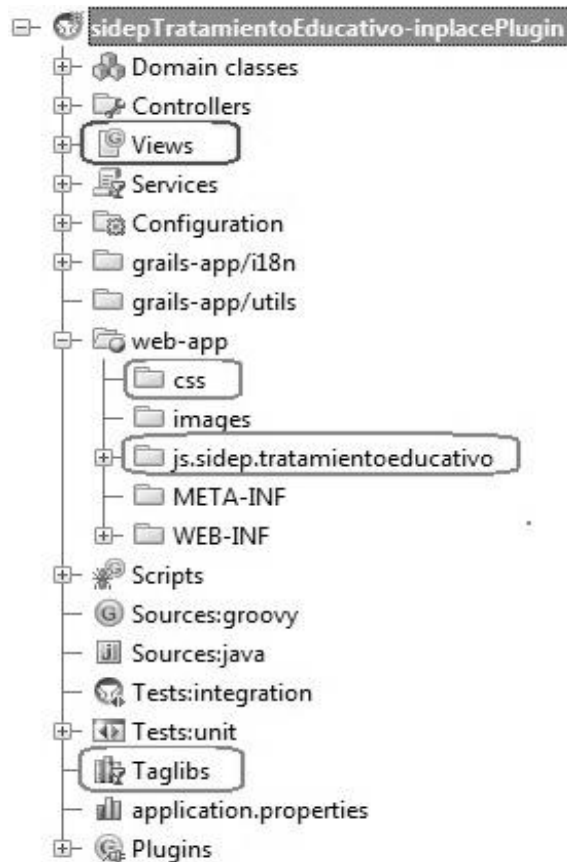 sidepTratamientoEducativo-inplacePlugin
Domain classes
Controllers
Views
Services
Configuration
grails-app/i18n
grails-app/utils
web-app
css
images
js.sidep.tratamientoeducativo
META-INF
WEB-INF
Scripts
Sources:groovy
Sources:java
Tests:integration
Tests:unit
Taglibs
application.properties
Plugins